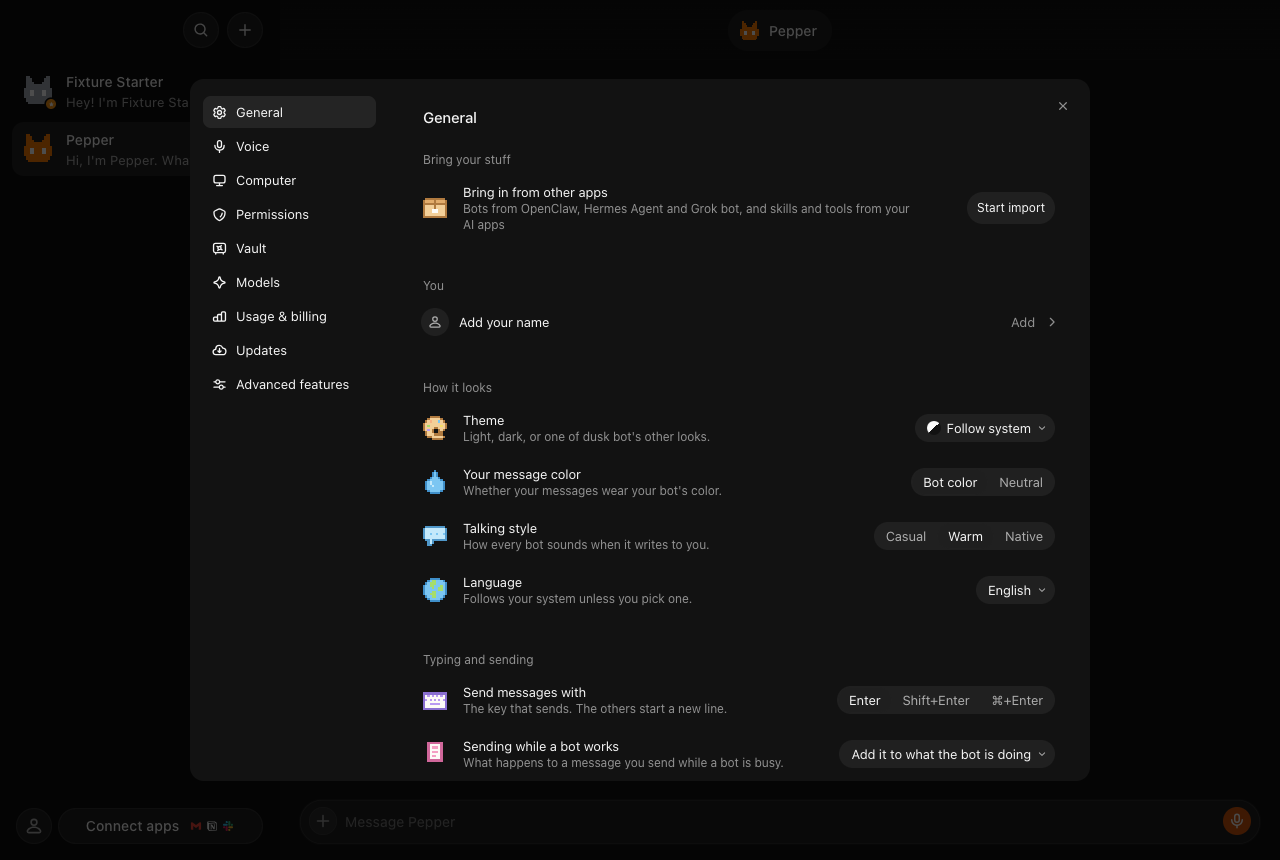 Pepper
Fixture Starter
Hey! I'm Fixture Sta
Pepper
Hi, I'm Pepper. Wha
General
Voice
Computer
Permissions
Vault
Models
Usage & billing
Updates
Advanced features
General
Bring your stuff
Bring in from other apps
Bots from OpenClaw, Hermes Agent and Grok bot, and skills and tools from your
AI apps
Start import
You
Add your name
Add
How it looks
Theme
Light, dark, or one of dusk bot's other looks.
Follow system
Your message color
Whether your messages wear your bot's color.
Bot color
Neutral
Talking style
How every bot sounds when it writes to you.
Casual
Warm
Native
Language
Follows your system unless you pick one.
English
Typing and sending
Send messages with
The key that sends. The others start a new line.
Enter
Shift+Enter
⌘+Enter
Sending while a bot works
What happens to a message you send while a bot is busy.
Add it to what the bot is doing
Connect apps
Message Pepper